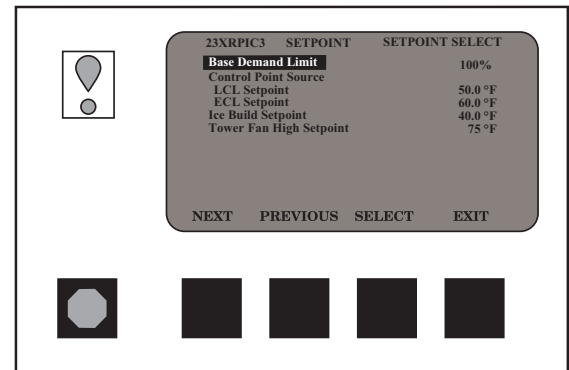 23XRPIC3 SETPOINT SETPOINT SELECT
Base Demand Limit 100%
Control Point Source
LCL Setpoint 50.0 °F
ECL Setpoint 60.0 °F
Ice Build Setpoint 40.0 °F
Tower Fan High Setpoint 75 °F
NEXT PREVIOUS SELECT EXIT